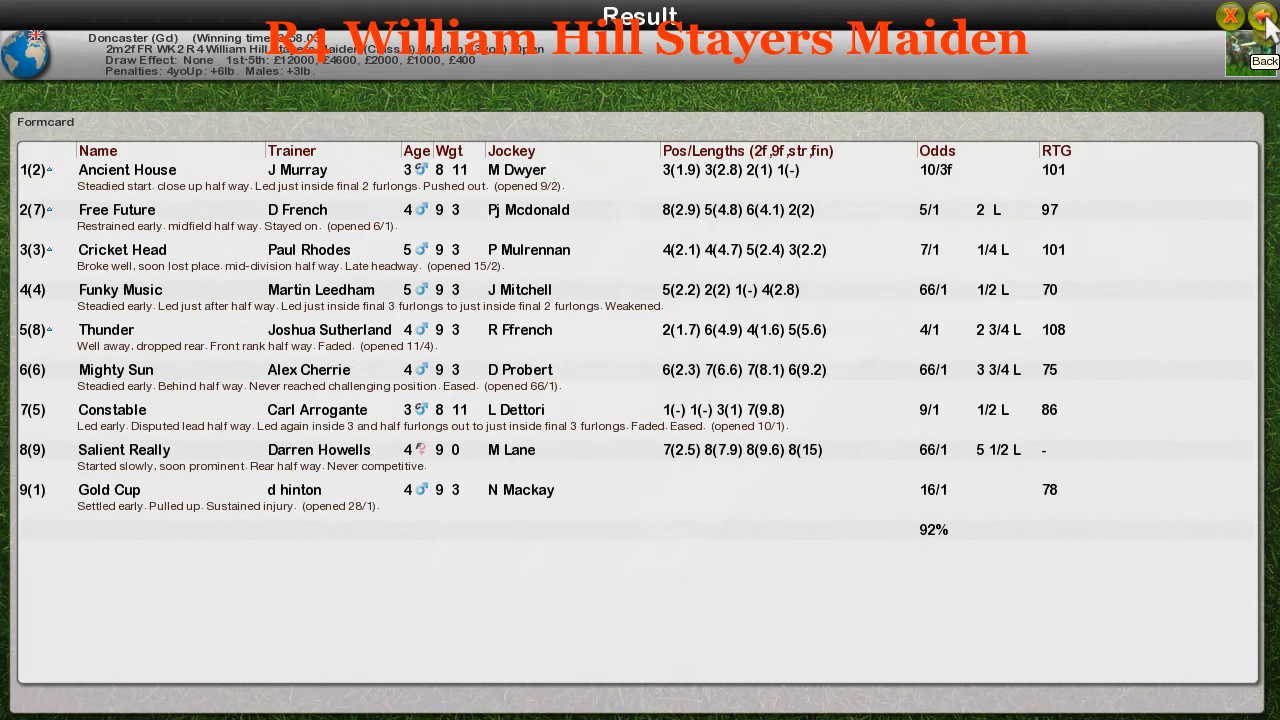 Result
R4 William Hill Stayers Maiden
Doncaster (Gd) (Winning time 3.58.03)
2m2f FR WK2 R4 William Hill Stayers Maiden (Class 4) (Maiden) (3yo+) Open
Draw Effect: None 1st-5th: £12000, £4600, £2000, £1000, £400
Penalties: 4yoUp: +6lb. Males: +3lb.
Back
Formcard
Name Trainer Age Wgt Jockey Pos/Lengths (2f,9f,str,fin) Odds RTG
1(2) Ancient House J Murray 3 8 11 M Dwyer 3(1.9) 3(2.8) 2(1) 1(-) 10/3f 101
Steadied start. close up half way. Led just inside final 2 furlongs. Pushed out. (opened 9/2).
2(7) Free Future D French 4 9 3 Pj Mcdonald 8(2.9) 5(4.8) 6(4.1) 2(2) 5/1 2 L 97
Restrained early. midfield half way. Stayed on. (opened 6/1).
3(3) Cricket Head Paul Rhodes 5 9 3 P Mulrennan 4(2.1) 4(4.7) 5(2.4) 3(2.2) 7/1 1/4 L 101
Broke well, soon lost place. mid-division half way. Late headway. (opened 15/2).
4(4) Funky Music Martin Leedham 5 9 3 J Mitchell 5(2.2) 2(2) 1(-) 4(2.8) 66/1 1/2 L 70
Steadied early. Led just after half way. Led just inside final 3 furlongs to just inside final 2 furlongs. Weakened.
5(8) Thunder Joshua Sutherland 4 9 3 R Ffrench 2(1.7) 6(4.9) 4(1.6) 5(5.6) 4/1 2 3/4 L 108
Well away, dropped rear. Front rank half way. Faded. (opened 11/4).
6(6) Mighty Sun Alex Cherrie 4 9 3 D Probert 6(2.3) 7(6.6) 7(8.1) 6(9.2) 66/1 3 3/4 L 75
Steadied early. Behind half way. Never reached challenging position. Eased. (opened 66/1).
7(5) Constable Carl Arrogante 3 8 11 L Dettori 1(-) 1(-) 3(1) 7(9.8) 9/1 1/2 L 86
Led early. Disputed lead half way. Led again inside 3 and half furlongs out to just inside final 3 furlongs. Faded. Eased. (opened 10/1).
8(9) Salient Really Darren Howells 4 9 0 M Lane 7(2.5) 8(7.9) 8(9.6) 8(15) 66/1 5 1/2 L -
Started slowly, soon prominent. Rear half way. Never competitive.
9(1) Gold Cup d hinton 4 9 3 N Mackay 16/1 78
Settled early. Pulled up. Sustained injury. (opened 28/1).
92%